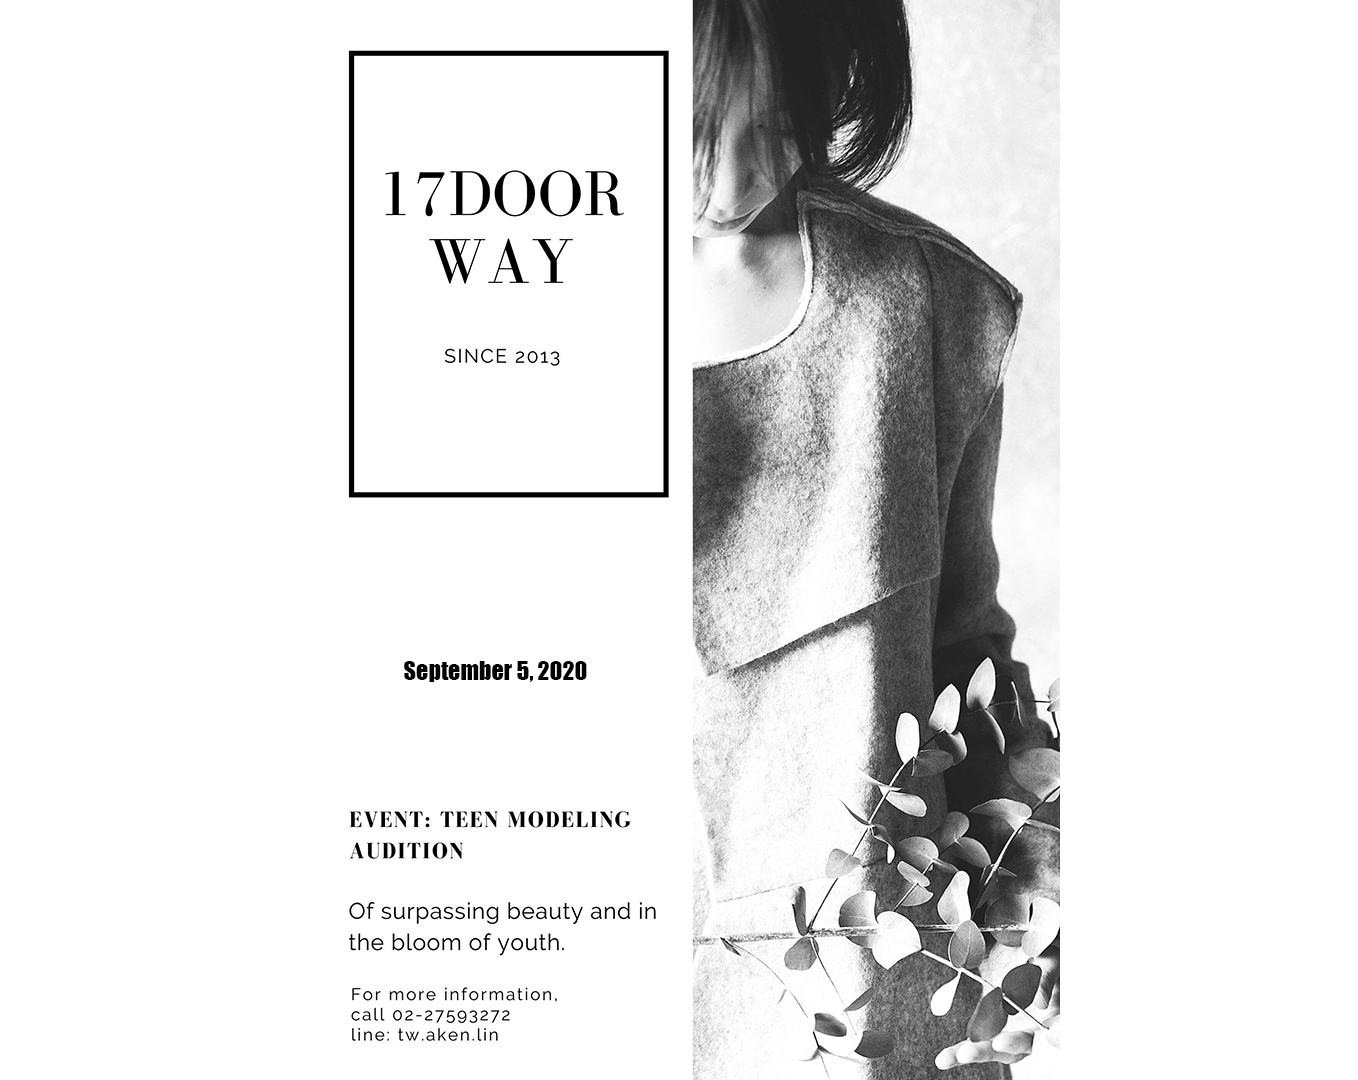 17DOOR
WAY
SINCE 2013
September 5, 2020
EVENT: TEEN MODELING
AUDITION
Of surpassing beauty and in
the bloom of youth.
For more information,
call 02-27593272
line: tw.aken.lin